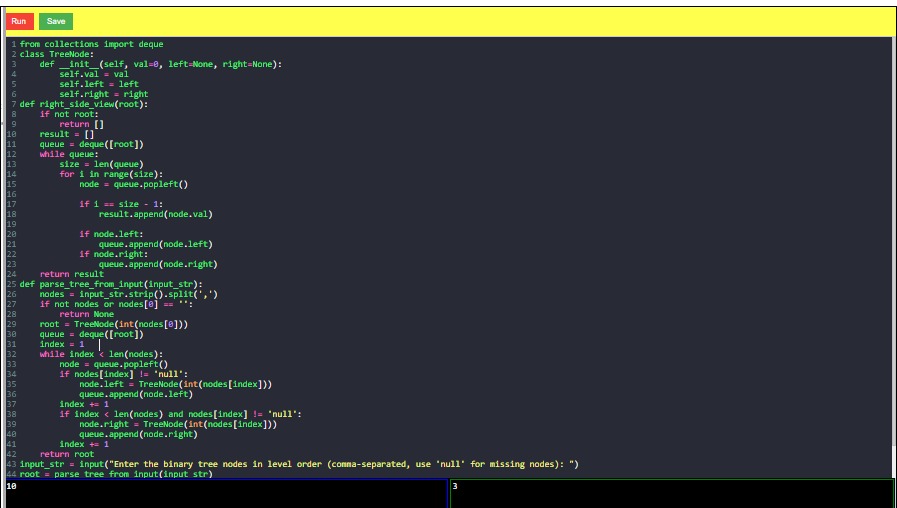 Run Save
1 from collections import deque
2 class TreeNode:
3     def __init__(self, val=0, left=None, right=None):
4         self.val = val
5         self.left = left
6         self.right = right
7 def right_side_view(root):
8     if not root:
9         return []
10     result = []
11     queue = deque([root])
12     while queue:
13         size = len(queue)
14         for i in range(size):
15             node = queue.popleft()
16
17             if i == size - 1:
18                 result.append(node.val)
19
20             if node.left:
21                 queue.append(node.left)
22             if node.right:
23                 queue.append(node.right)
24     return result
25 def parse_tree_from_input(input_str):
26     nodes = input_str.strip().split(',')
27     if not nodes or nodes[0] == '':
28         return None
29     root = TreeNode(int(nodes[0]))
30     queue = deque([root])
31     index = 1
32     while index < len(nodes):
33         node = queue.popleft()
34         if nodes[index] != 'null':
35             node.left = TreeNode(int(nodes[index]))
36             queue.append(node.left)
37         index += 1
38         if index < len(nodes) and nodes[index] != 'null':
39             node.right = TreeNode(int(nodes[index]))
40             queue.append(node.right)
41         index += 1
42     return root
43 input_str = input("Enter the binary tree nodes in level order (comma-separated, use 'null' for missing nodes): ")
44 root = parse_tree_from_input(input_str)
10
3